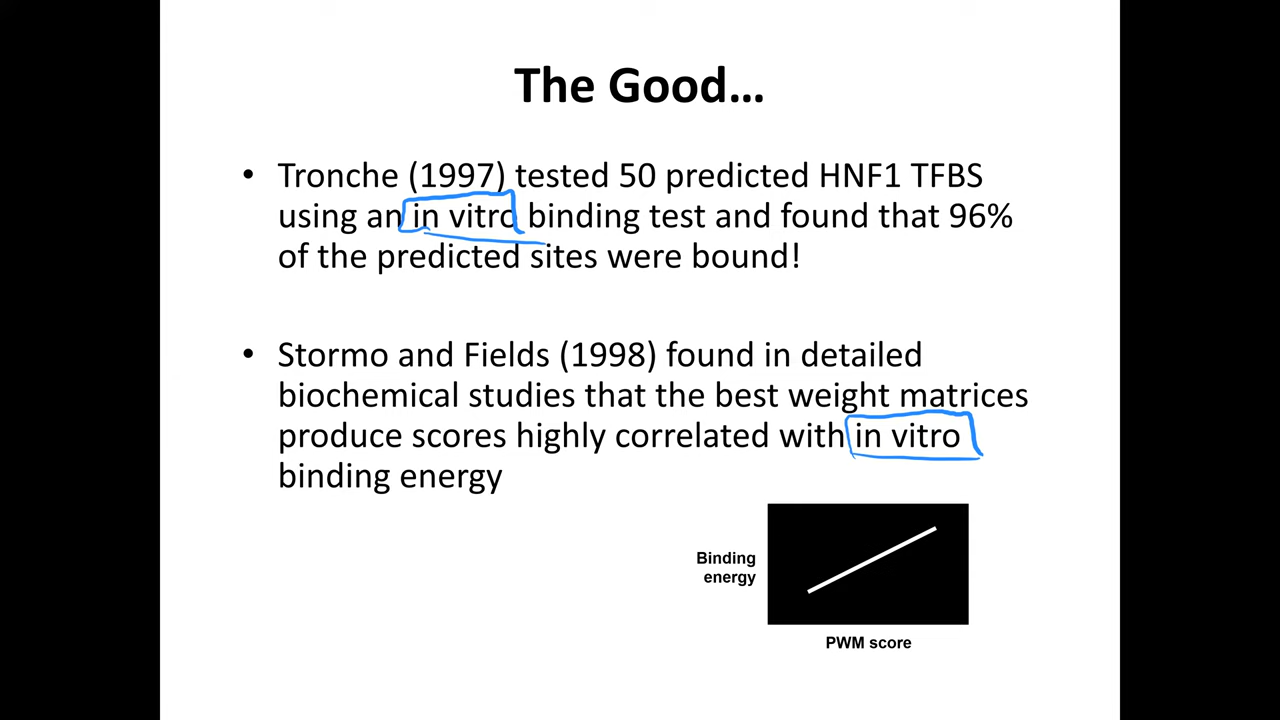 The Good…
• Tronche (1997) tested 50 predicted HNF1 TFBS
using an in vitro binding test and found that 96%
of the predicted sites were bound!
• Stormo and Fields (1998) found in detailed
biochemical studies that the best weight matrices
produce scores highly correlated with in vitro
binding energy
Binding
energy
PWM score